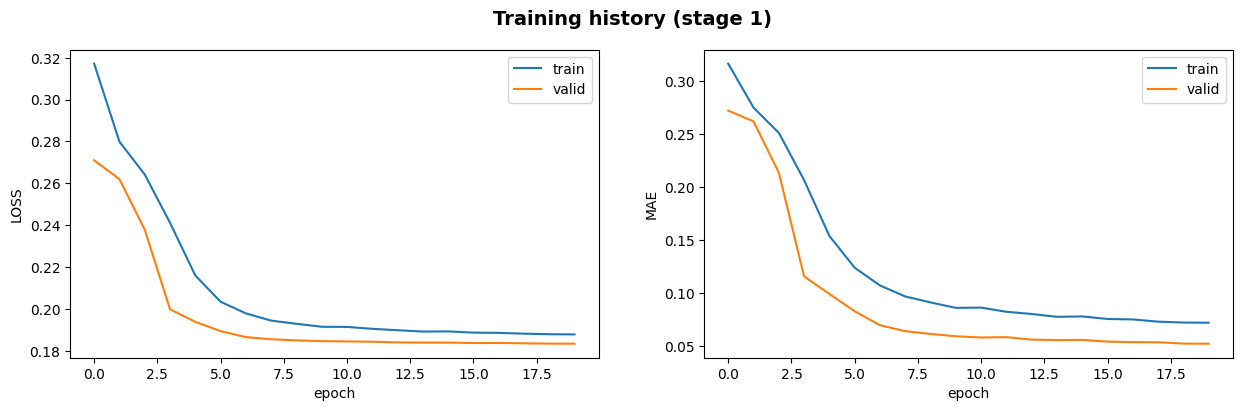 Training history (stage 1)
LOSS
0.32
0.30
0.28
0.26
0.24
0.22
0.20
0.18
0.0 2.5 5.0 7.5 10.0 12.5 15.0 17.5
epoch
train
valid
MAE
0.30
0.25
0.20
0.15
0.10
0.05
0.0 2.5 5.0 7.5 10.0 12.5 15.0 17.5
epoch
train
valid